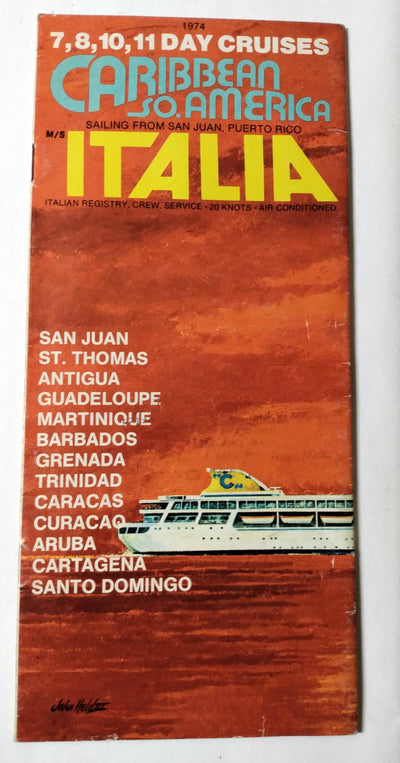 1974
7, 8, 10, 11 DAY CRUISES
CARIBBEAN
SO. AMERICA
SAILING FROM SAN JUAN, PUERTO RICO
M/S ITALIA
ITALIAN REGISTRY, CREW, SERVICE - 20 KNOTS - AIR CONDITIONED
SAN JUAN
ST. THOMAS
ANTIGUA
GUADELOUPE
MARTINIQUE
BARBADOS
GRENADA
TRINIDAD
CARACAS
"C"
CURACAO
ARUBA
CARTAGENA
SANTO DOMINGO
John